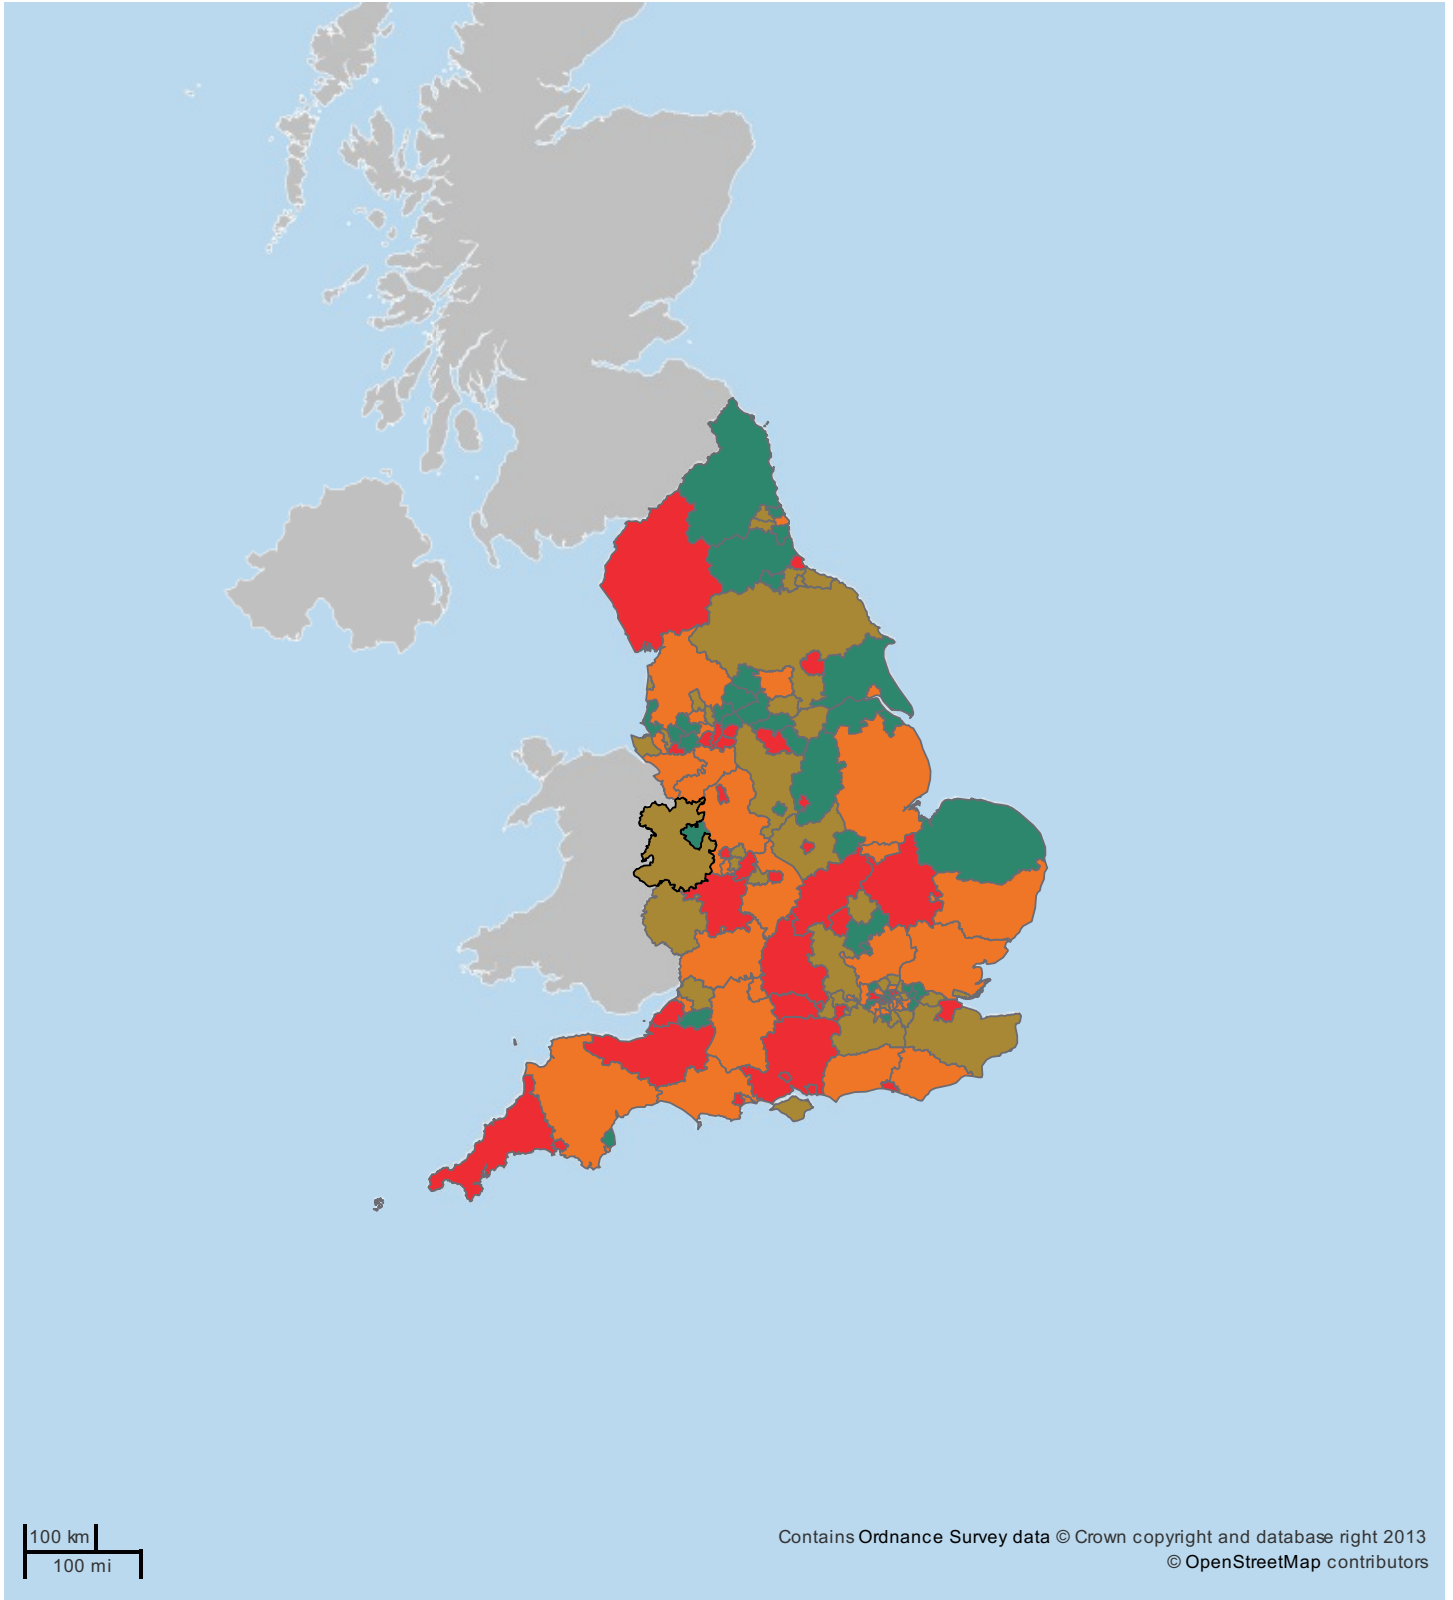 100 km
100 mi
Contains Ordnance Survey data © Crown copyright and database right 2013
© OpenStreetMap contributors